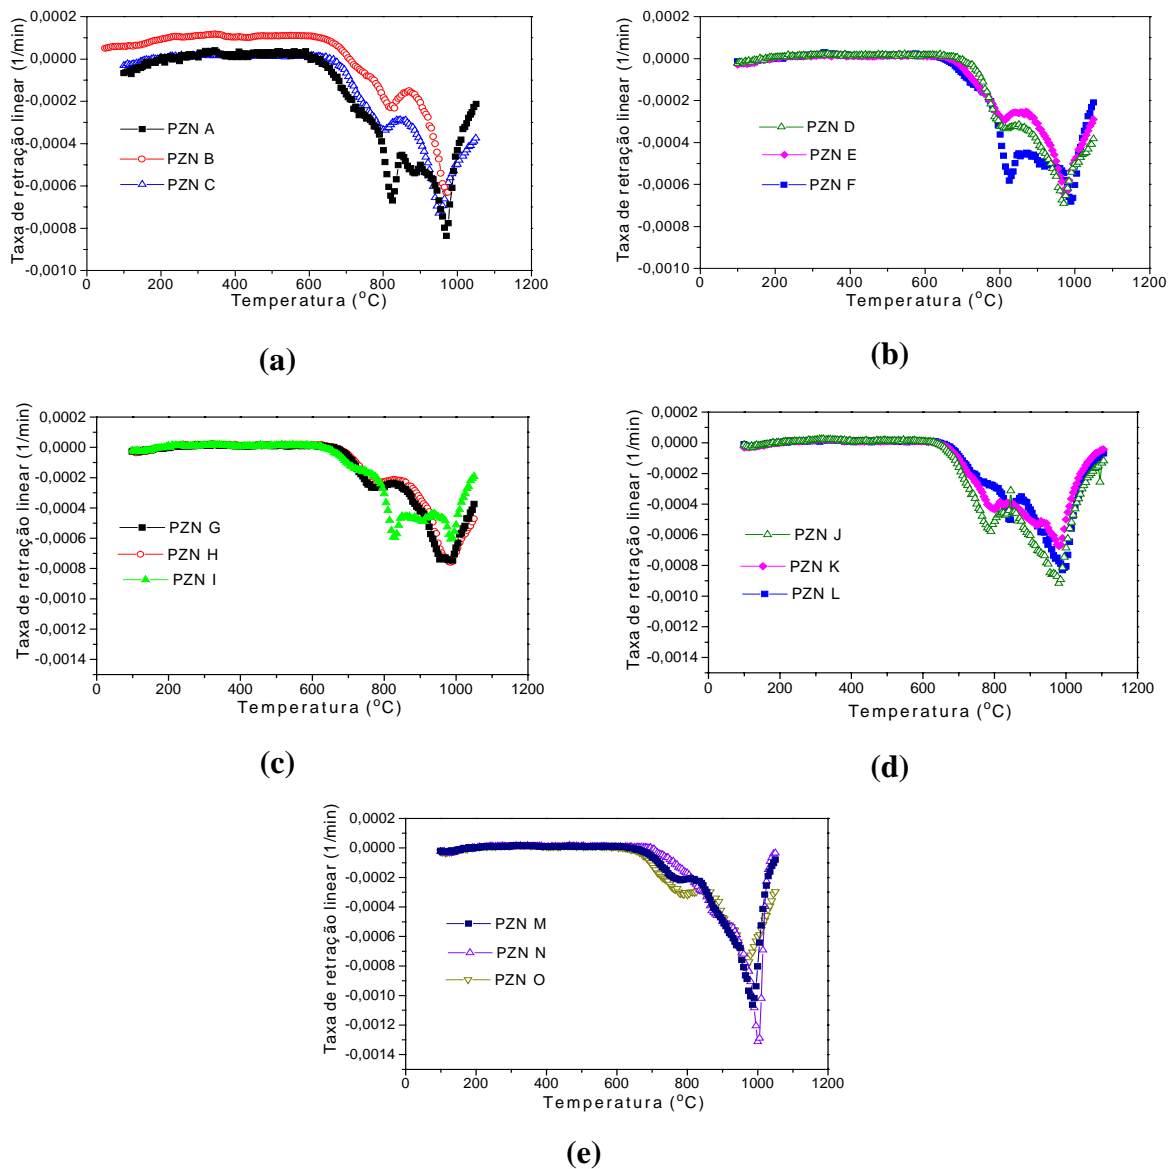 0,0002
0,0000
-0,0002
-0,0004
-0,0006
-0,0008
-0,0010
Taxa de retração linear (1/min)
PZN A
PZN B
PZN C
0 200 400 600 800 1000 1200
Temperatura (°C)
(a)
0,0002
0,0000
-0,0002
-0,0004
-0,0006
-0,0008
-0,0010
Taxa de retração linear (1/min)
PZN D
PZN E
PZN F
0 200 400 600 800 1000 1200
Temperatura (°C)
(b)
0,0002
0,0000
-0,0002
-0,0004
-0,0006
-0,0008
-0,0010
-0,0012
-0,0014
Taxa de retração linear (1/min)
PZN G
PZN H
PZN I
0 200 400 600 800 1000 1200
Temperatura (°C)
(c)
0,0002
0,0000
-0,0002
-0,0004
-0,0006
-0,0008
-0,0010
-0,0012
-0,0014
Taxa de retração linear (1/min)
PZN J
PZN K
PZN L
0 200 400 600 800 1000 1200
Temperatura (°C)
(d)
0,0002
0,0000
-0,0002
-0,0004
-0,0006
-0,0008
-0,0010
-0,0012
-0,0014
Taxa de retração linear (1/min)
PZN M
PZN N
PZN O
0 200 400 600 800 1000 1200
Temperatura (°C)
(e)